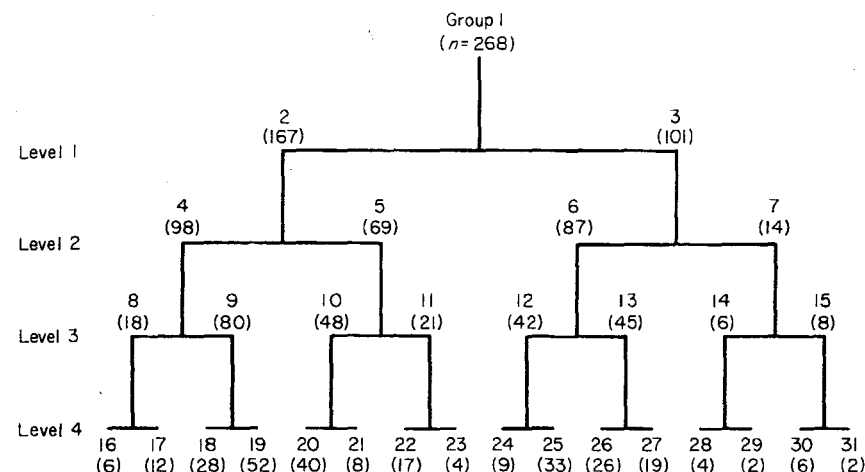 Group 1
(n=268)
2 3
(167) (101)
Level 1
4 5 6 7
(98) (69) (87) (14)
Level 2
8 9 10 11 12 13 14 15
(18) (80) (48) (21) (42) (45) (6) (8)
Level 3
Level 4
16 17 18 19 20 21 22 23 24 25 26 27 28 29 30 31
(6) (12) (28) (52) (40) (8) (17) (4) (9) (33) (26) (19) (4) (2) (6) (2)